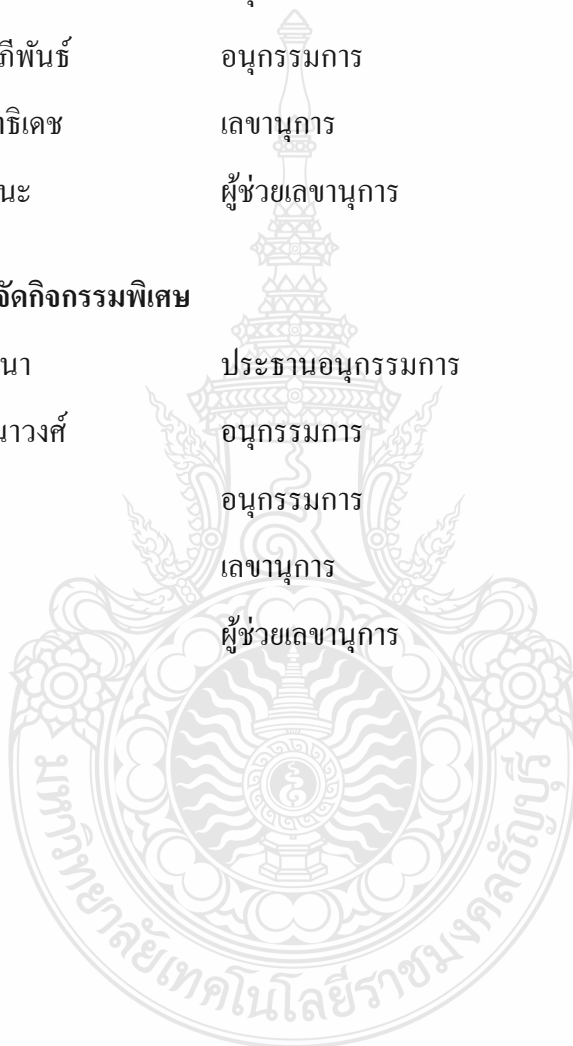 ภีพันธ์ อนุกรรมการ
าธิเดช เลขานุการ
นะ ผู้ช่วยเลขานุการ
จัดกิจกรรมพิเศษ
นา ประธานอนุกรรมการ
นาวงศ์ อนุกรรมการ
อนุกรรมการ
เลขานุการ
ผู้ช่วยเลขานุการ
มหาวิทยาลัยเทคโนโลยีราชมงคลธัญบุรี